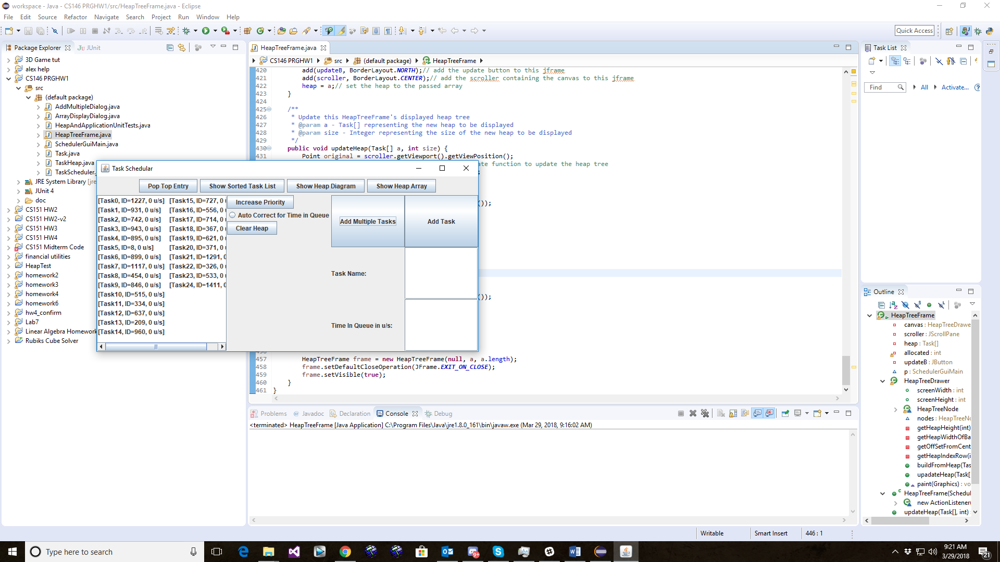 workspace - Java - CS146 PRGHW1/src/HeapTreeFrame.java - Eclipse
File Edit Source Refactor Navigate Search Project Run Window Help
Quick Access
Package Explorer
JUnit
3D Game tut
alex help
CS146 PRGHW1
src
(default package)
AddMultipleDialog.java
ArrayDisplayDialog.java
HeapAndApplicationUnitTests.java
HeapTreeFrame.java
SchedulerGuiMain.java
Task.java
TaskHeap.java
TaskScheduler.
JRE System Library [jre
JUnit 4
doc
CS151 HW2
CS151 HW2-v2
CS151 HW3
CS151 HW4
CS151 Midterm Code
financial utilities
HeapTest
homework2
homework3
homework4
homework6
hw4_confirm
Lab7
Linear Algebra Homework
Rubiks Cube Solver
HeapTreeFrame.java
CS146 PRGHW1 src (default package) HeapTreeFrame
420 add(updateB, BorderLayout.NORTH);// add the update button to this jframe
421 add(scroller, BorderLayout.CENTER);// add the scroller containing the canvas to this jframe
422 heap = a;// set the heap to the passed array
423 }
424
425 /**
426 * Update this HeapTreeFrame's displayed heap tree
427 * @param a - Task[] representing the new heap to be displayed
428 * @param size - Integer representing the size of the new heap to be displayed
429 */
430 public void updateHeap(Task[] a, int size) {
431 Point original = scroller.getViewport().getViewPosition();
ate function to update the heap tree
;
());
());
457 HeapTreeFrame frame = new HeapTreeFrame(null, a, a.length);
458 frame.setDefaultCloseOperation(JFrame.EXIT_ON_CLOSE);
459 frame.setVisible(true);
460 }
461 }
Task Schedular
Pop Top Entry Show Sorted Task List Show Heap Diagram Show Heap Array
[Task0, ID=1227, 0 u/s] [Task15, ID=727, 0 u
[Task1, ID=931, 0 u/s] [Task16, ID=556, 0 u
[Task2, ID=742, 0 u/s] [Task17, ID=714, 0 u
[Task3, ID=943, 0 u/s] [Task18, ID=367, 0 u
[Task4, ID=895, 0 u/s] [Task19, ID=621, 0 u
[Task5, ID=8, 0 u/s] [Task20, ID=371, 0 u
[Task6, ID=899, 0 u/s] [Task21, ID=1291, 0
[Task7, ID=1117, 0 u/s] [Task22, ID=326, 0 u
[Task8, ID=454, 0 u/s] [Task23, ID=533, 0 u
[Task9, ID=846, 0 u/s] [Task24, ID=1411, 0
[Task10, ID=515, 0 u/s]
[Task11, ID=334, 0 u/s]
[Task12, ID=637, 0 u/s]
[Task13, ID=209, 0 u/s]
[Task14, ID=960, 0 u/s]
Increase Priority
Auto Correct for Time in Queue
Clear Heap
Add Multiple Tasks
Add Task
Task Name:
Time In Queue in u/s:
Problems @ Javadoc Declaration Console Debug
<terminated> HeapTreeFrame [Java Application] C:\Program Files\Java\jre1.8.0_161\bin\javaw.exe (Mar 29, 2018, 9:16:02 AM)
Task List
Find All Activate...
Outline
HeapTreeFrame
canvas : HeapTreeDrawe
scroller : JScrollPane
heap : Task[]
allocated : int
updateB : JButton
p : SchedulerGuiMain
HeapTreeDrawer
screenWidth : int
screenHeight : int
HeapTreeNode
nodes : HeapTreeNo
getHeapHeight(int)
getHeapWidthOfBa
getOffSetFromCent
getHeapIndexRow(i
buildFromHeap(Tas
upadateHeap(Task[
paint(Graphics) : vo
HeapTreeFrame(Schedul
new ActionListener(
updateHeap(Task[], int)
Writable Smart Insert 446 : 1
Type here to search
9:21 AM
3/29/2018
21